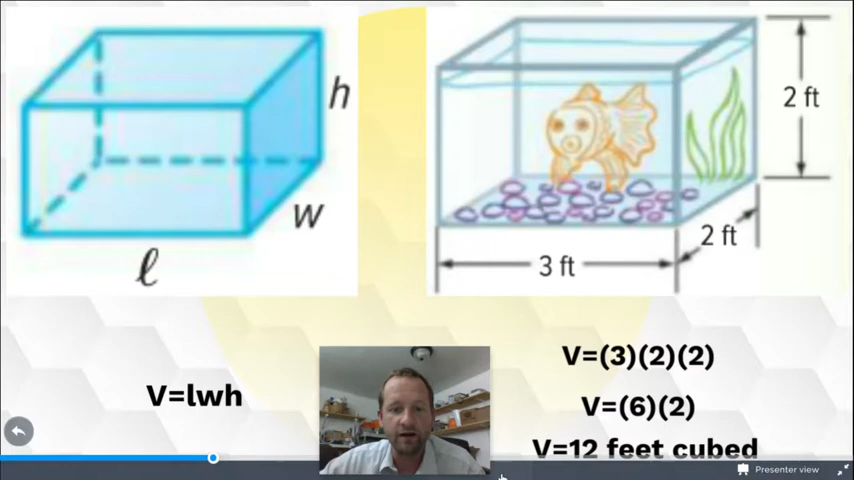 h
w
ℓ
2 ft
2 ft
3 ft
V=lwh
V=(3)(2)(2)
V=(6)(2)
V=12 feet cubed
Presenter view